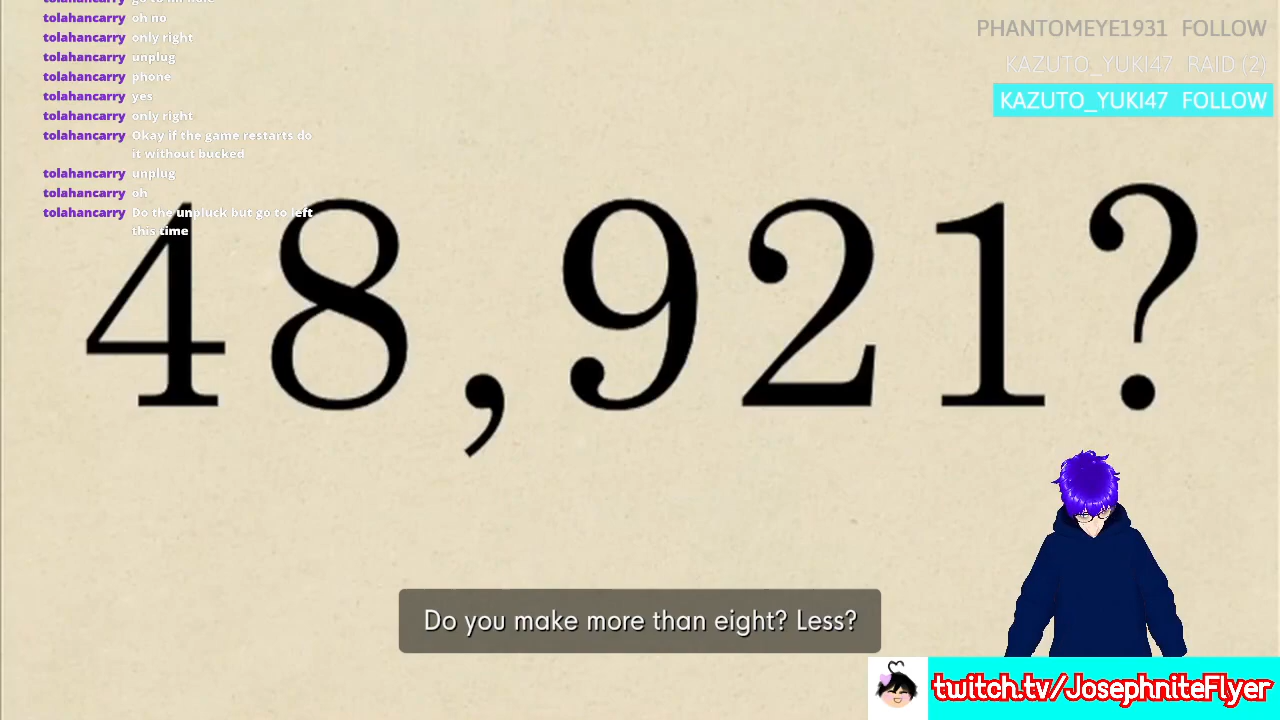 tolahancarry oh no
tolahancarry only right
tolahancarry unplug
tolahancarry phone
tolahancarry yes
tolahancarry only right
tolahancarry Okay if the game restarts do
it without bucked
tolahancarry unplug
tolahancarry oh
tolahancarry Do the unpluck but go to left
this time
PHANTOMEYE1931 FOLLOW
KAZUTO_YUKI47 RAID (2)
KAZUTO_YUKI47 FOLLOW
48,921?
Do you make more than eight? Less?
twitch.tv/JosephniteFlyer